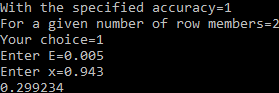 With the specified accuracy=1
For a given number of row members=2
Your choice=1
Enter E=0.005
Enter x=0.943
0.299234